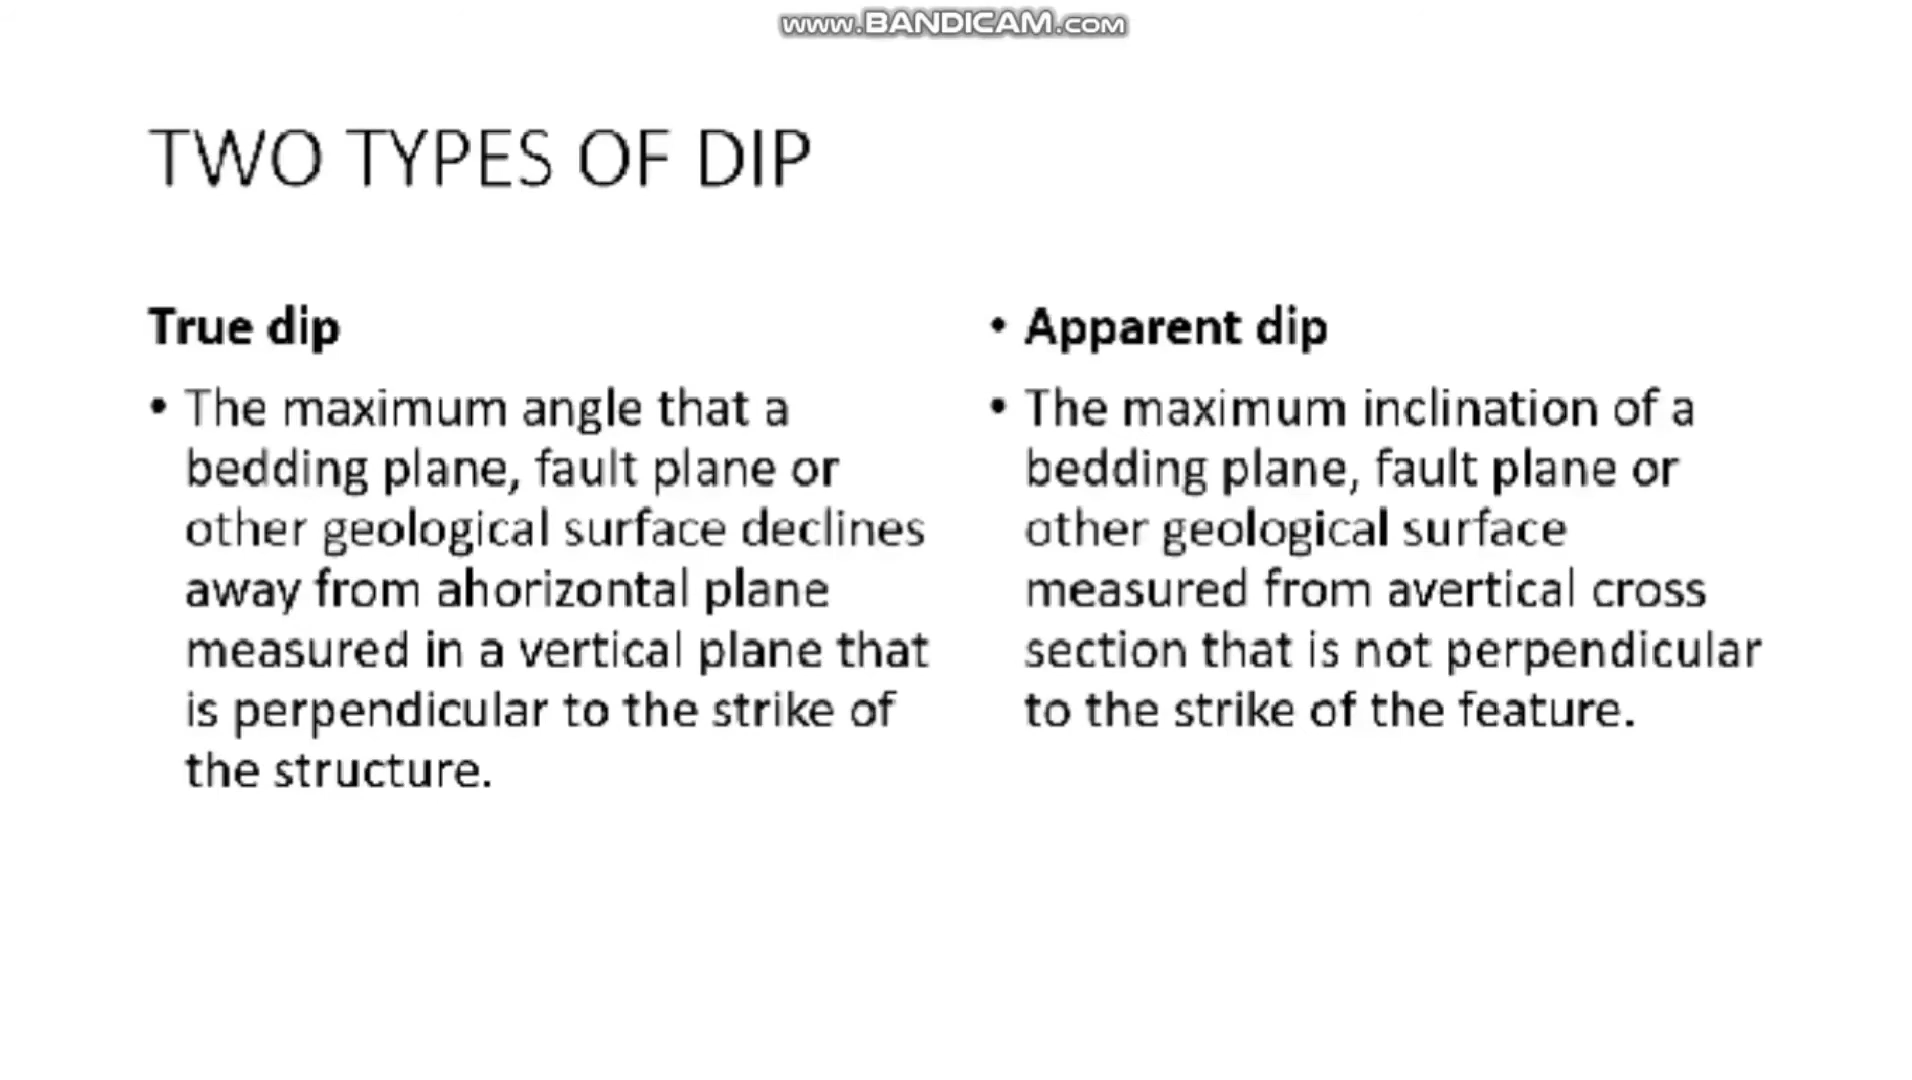 www.BANDICAM.com
TWO TYPES OF DIP
True dip
• The maximum angle that a
bedding plane, fault plane or
other geological surface declines
away from ahorizontal plane
measured in a vertical plane that
is perpendicular to the strike of
the structure.
• Apparent dip
• The maximum inclination of a
bedding plane, fault plane or
other geological surface
measured from avertical cross
section that is not perpendicular
to the strike of the feature.